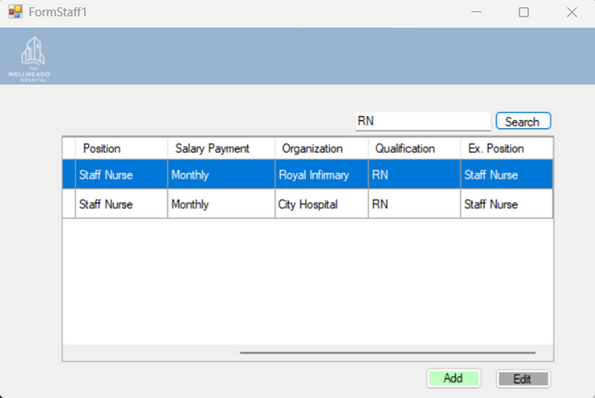 FormStaff1
THE
WELLMEADO
HOSPITAL
RN Search
Position Salary Payment Organization Qualification Ex. Position
Staff Nurse Monthly Royal Infirmary RN Staff Nurse
Staff Nurse Monthly City Hospital RN Staff Nurse
Add Edit